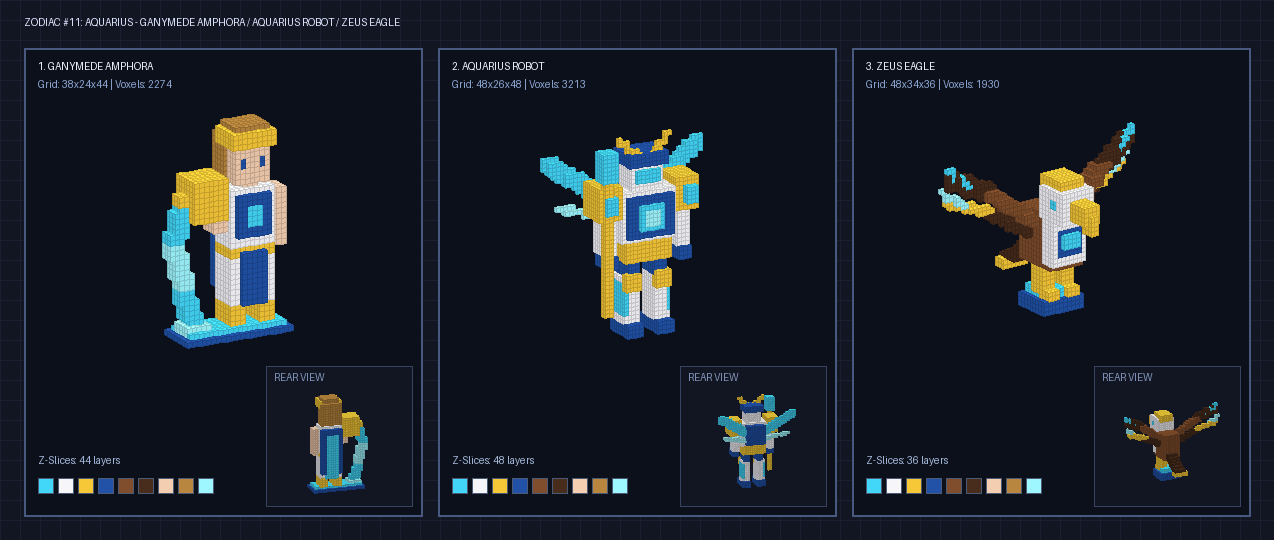 ZODIAC #11: AQUARIUS - GANYMEDE AMPHORA / AQUARIUS ROBOT / ZEUS EAGLE
1. GANYMEDE AMPHORA
Grid: 38x24x44 | Voxels: 2274
REAR VIEW
Z-Slices: 44 layers
2. AQUARIUS ROBOT
Grid: 48x26x48 | Voxels: 3213
REAR VIEW
Z-Slices: 48 layers
3. ZEUS EAGLE
Grid: 48x34x36 | Voxels: 1930
REAR VIEW
Z-Slices: 36 layers